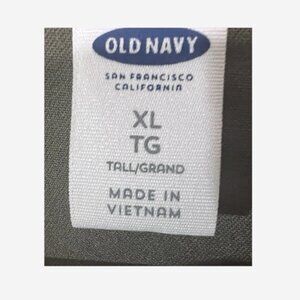 OLD NAVY
SAN FRANCISCO
CALIFORNIA
XL
TG
TALL/GRAND
MADE IN
VIETNAM